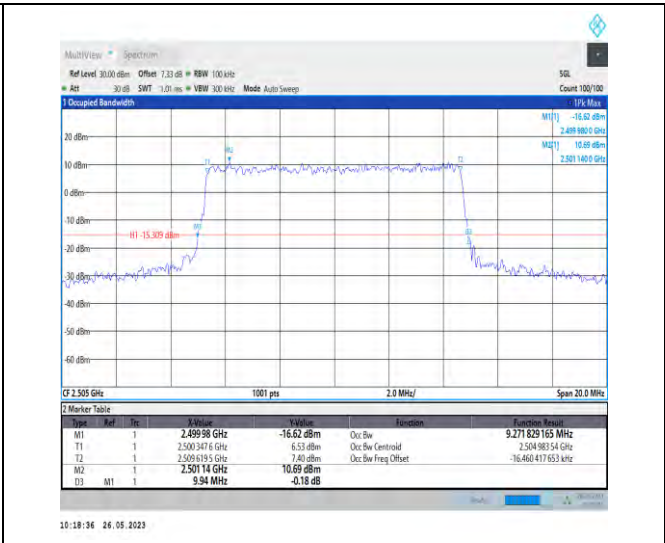 MultiView Spectrum
Ref Level 30.00 dBm Offset 7.33 dB RBW 100 kHz SGL
Att 30 dB SWT 1.01 ms VBW 300 kHz Mode Auto Sweep Count 100/100
1 Occupied Bandwidth 1Pk Max
M1[1] -16.62 dBm
2.499 980 0 GHz
M2[1] 10.69 dBm
2.501 140 0 GHz
20 dBm
M2
T1 T2
10 dBm
0 dBm
-10 dBm
H1 -15.309 dBm
-20 dBm
-30 dBm
-40 dBm
-50 dBm
-60 dBm
CF 2.505 GHz 1001 pts 2.0 MHz/ Span 20.0 MHz
2 Marker Table
Type Ref Trc X-Value Y-Value Function Function Result
M1 1 2.499 98 GHz -16.62 dBm Occ Bw 9.271 829 165 MHz
T1 1 2.500 347 6 GHz 6.53 dBm Occ Bw Centroid 2.504 983 54 GHz
T2 1 2.509 619 5 GHz 7.40 dBm Occ Bw Freq Offset -16.460 417 653 kHz
M2 1 2.501 14 GHz 10.69 dBm
D3 M1 1 9.94 MHz -0.18 dB
10:18:36 26.05.2023